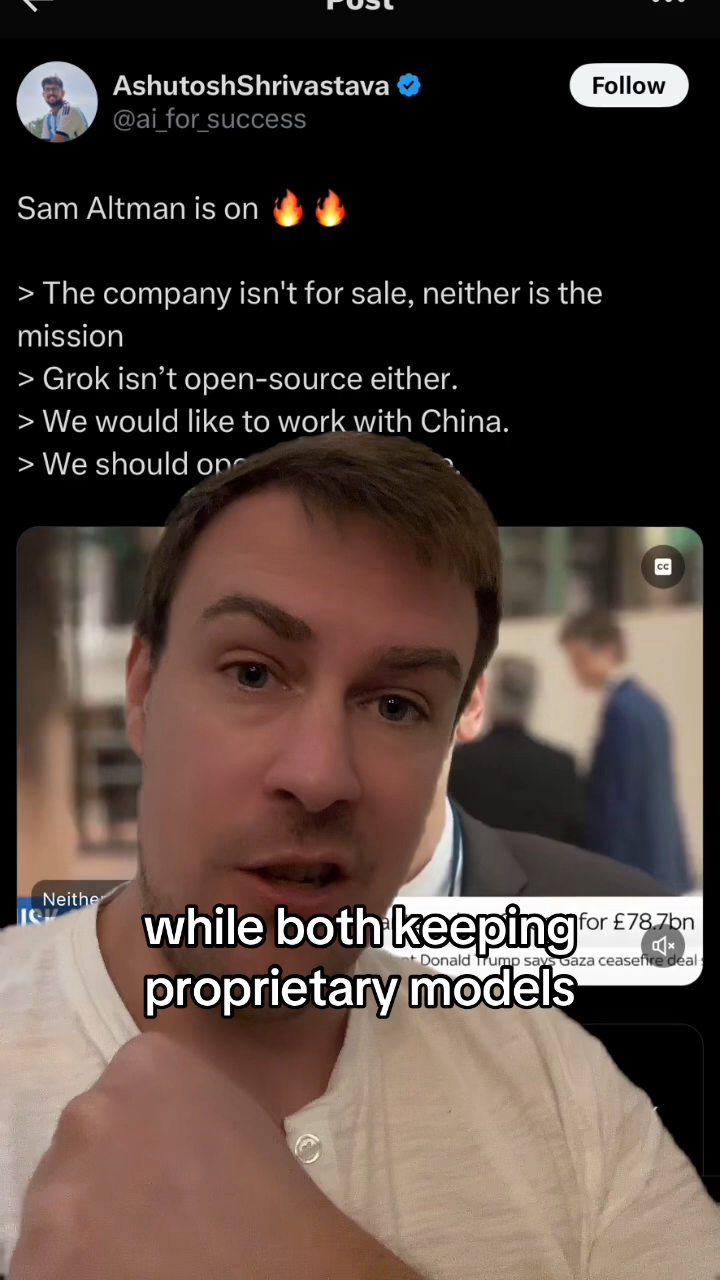 Post
AshutoshShrivastava
Follow
@ai_for_success
Sam Altman is on 🔥🔥
> The company isn't for sale, neither is the
mission
> Grok isn’t open-source either.
> We would like to work with China.
> We should
cc
Neither
for £78.7bn
Donald Trump says Gaza ceasefire deal
while both keeping
proprietary models